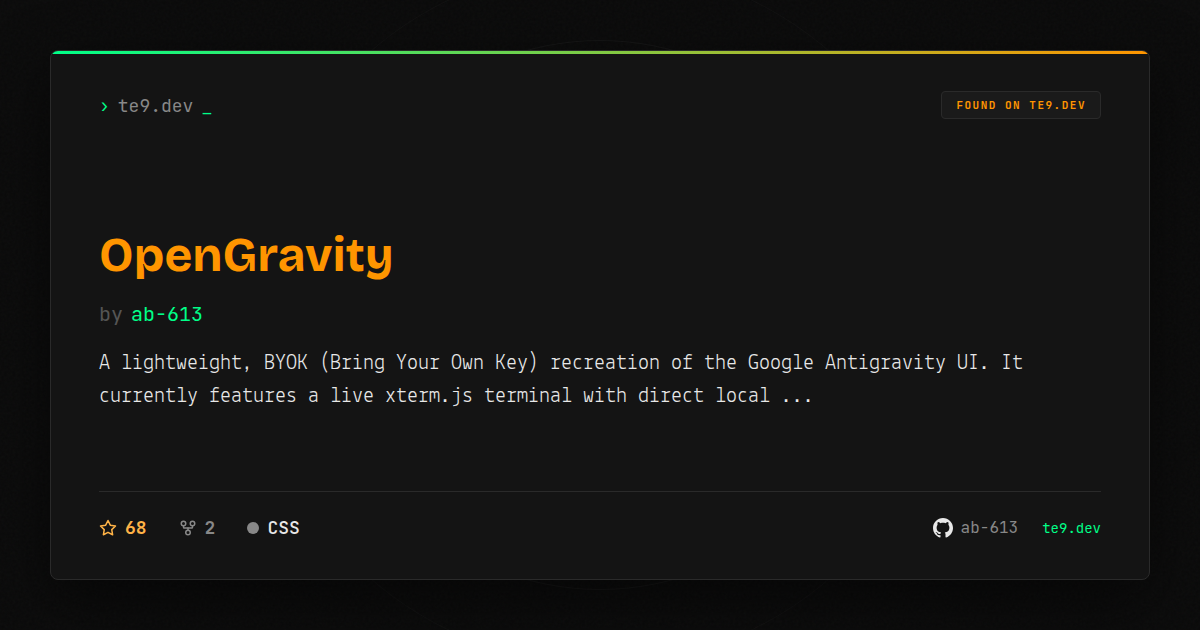 › te9.dev _
FOUND ON TE9.DEV
OpenGravity
by ab-613
A lightweight, BYOK (Bring Your Own Key) recreation of the Google Antigravity UI. It
currently features a live xterm.js terminal with direct local ...
68 2 CSS
ab-613 te9.dev